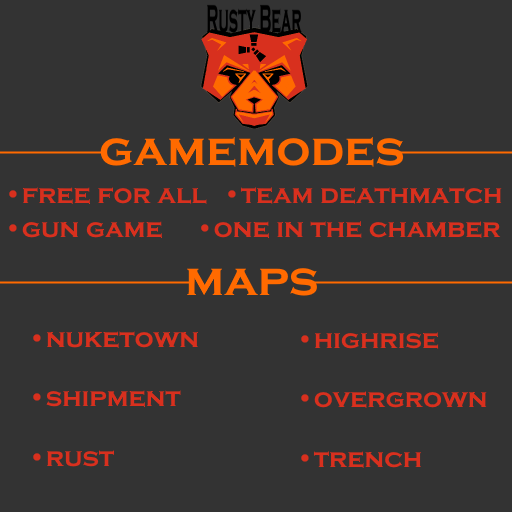 RUSTY BEAR
GAMEMODES
• FREE FOR ALL • TEAM DEATHMATCH
• GUN GAME • ONE IN THE CHAMBER
MAPS
• NUKETOWN • HIGHRISE
• SHIPMENT • OVERGROWN
• RUST • TRENCH